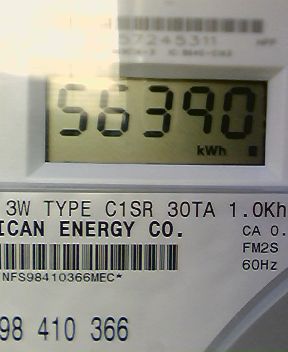 57245311
56390
kWh
3W TYPE C1SR 30TA 1.0Kh
ICAN ENERGY CO.
CA 0.
FM2S
60Hz
NFS98410366MEC*
98 410 366